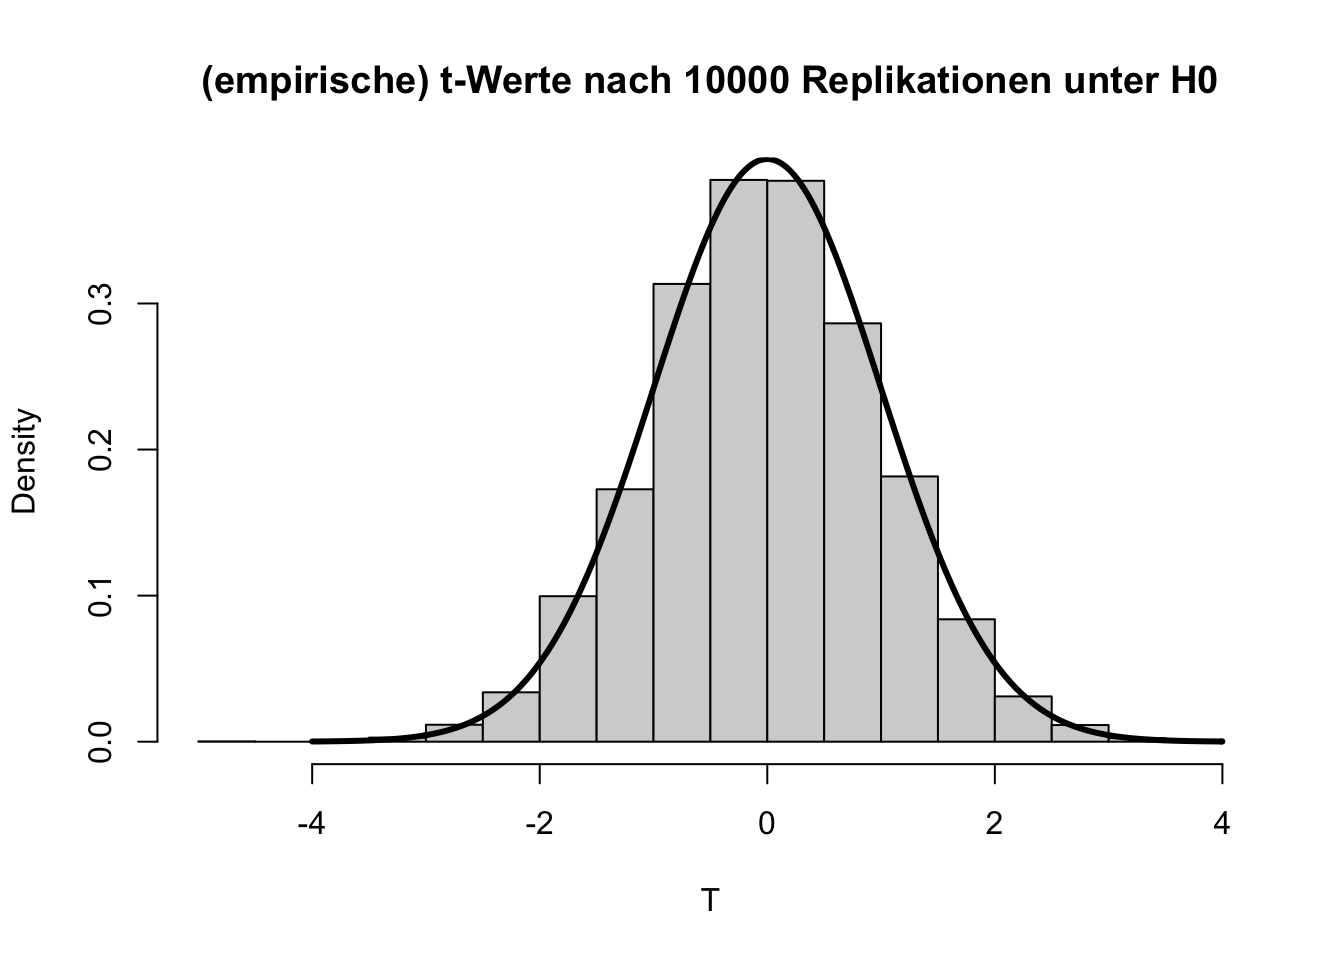 (empirische) t-Werte nach 10000 Replikationen unter H0
Density
0.3
0.2
0.1
0.0
-4 -2 0 2 4
T